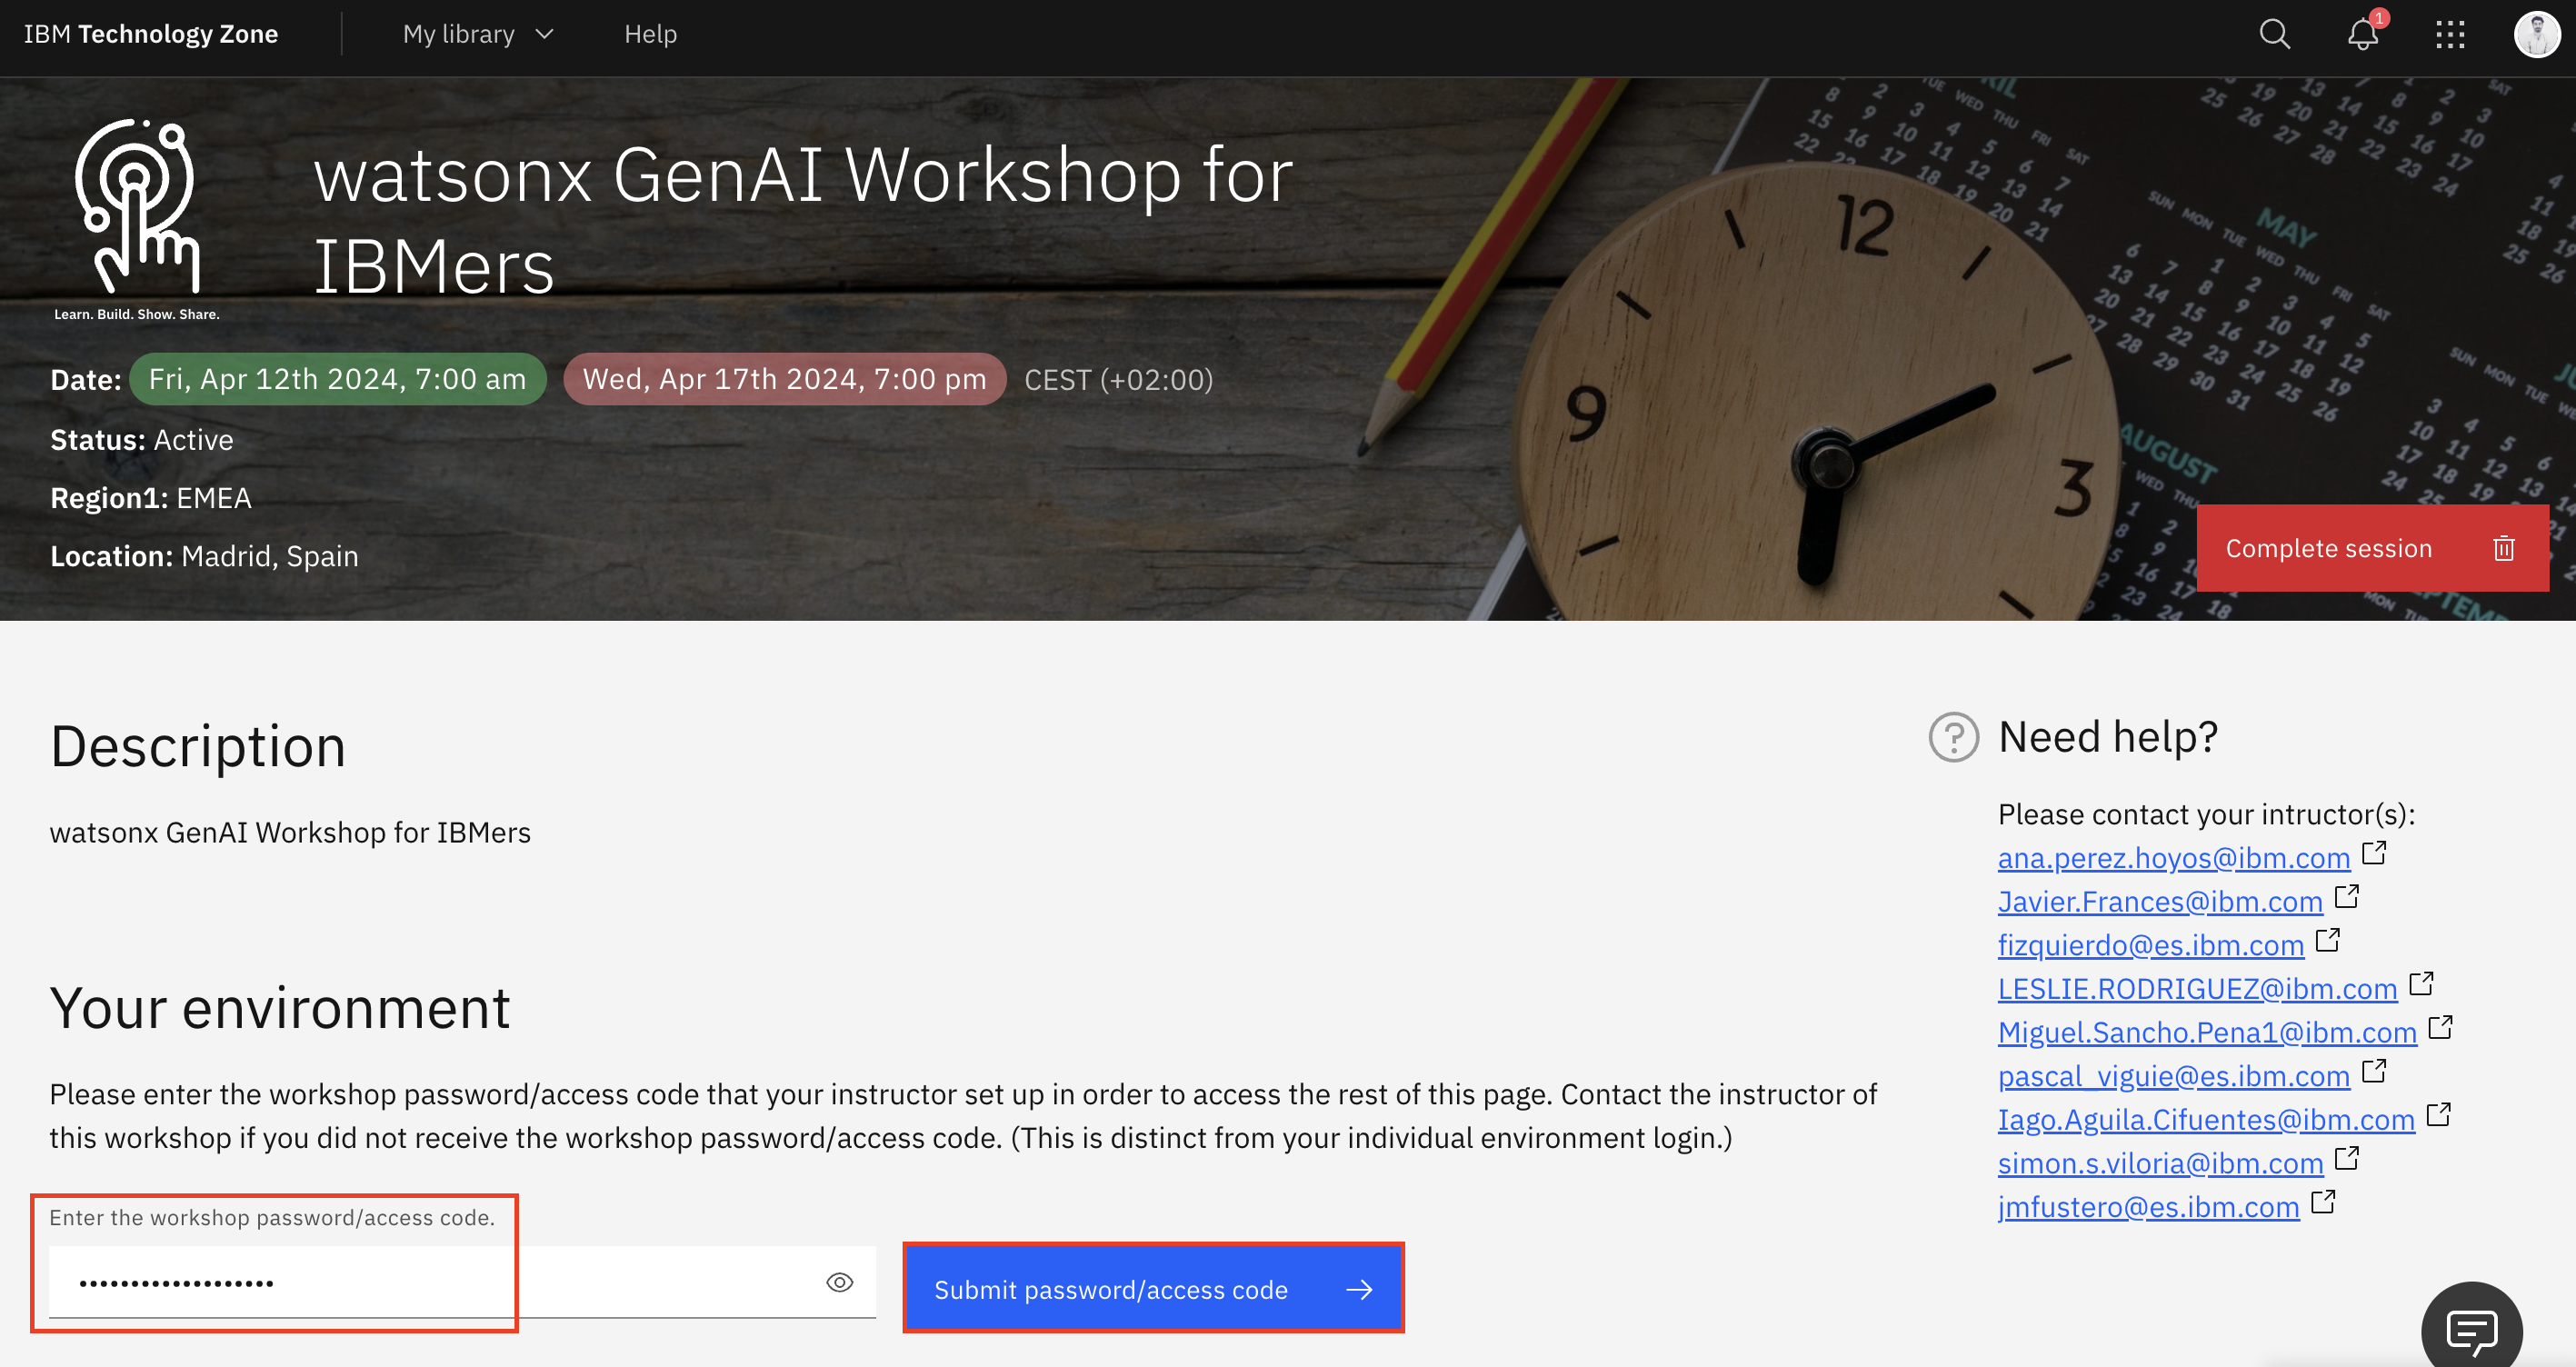 IBM Technology Zone
My library
Help
1
watsonx GenAI Workshop for
IBMers
Learn. Build. Show. Share.
Date: Fri, Apr 12th 2024, 7:00 am Wed, Apr 17th 2024, 7:00 pm CEST (+02:00)
Status: Active
Region1: EMEA
Location: Madrid, Spain
12
9
3
MAY
AUGUST
Complete session
Description
watsonx GenAI Workshop for IBMers
Your environment
Please enter the workshop password/access code that your instructor set up in order to access the rest of this page. Contact the instructor of
this workshop if you did not receive the workshop password/access code. (This is distinct from your individual environment login.)
Enter the workshop password/access code.
Submit password/access code
Need help?
Please contact your intructor(s):
ana.perez.hoyos@ibm.com
Javier.Frances@ibm.com
fizquierdo@es.ibm.com
LESLIE.RODRIGUEZ@ibm.com
Miguel.Sancho.Pena1@ibm.com
pascal_viguie@es.ibm.com
Iago.Aguila.Cifuentes@ibm.com
simon.s.viloria@ibm.com
jmfustero@es.ibm.com